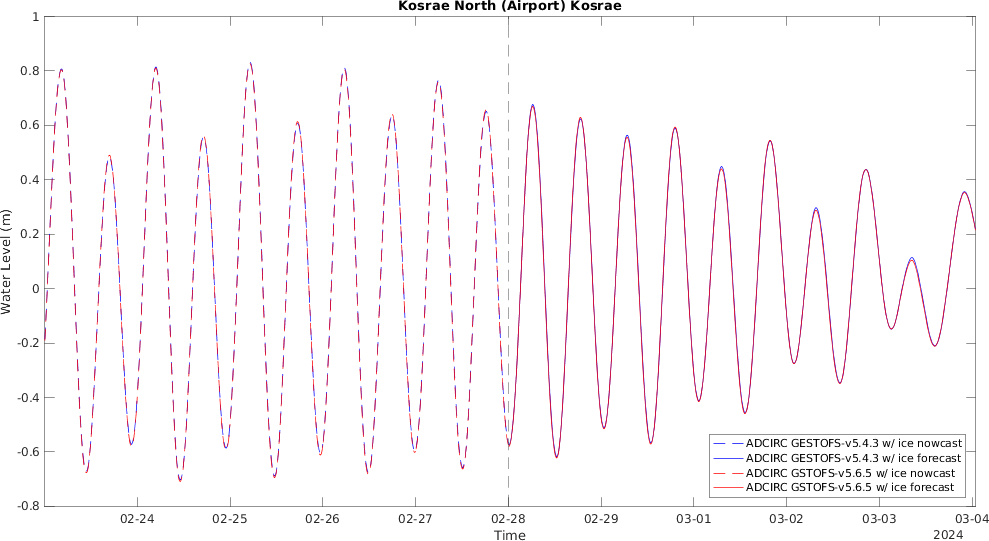 Kosrae North (Airport) Kosrae
1
0.8
0.6
0.4
0.2
0
-0.2
-0.4
-0.6
-0.8
Water Level (m)
ADCIRC GESTOFS-v5.4.3 w/ ice nowcast
ADCIRC GESTOFS-v5.4.3 w/ ice forecast
ADCIRC GSTOFS-v5.6.5 w/ ice nowcast
ADCIRC GSTOFS-v5.6.5 w/ ice forecast
02-24 02-25 02-26 02-27 02-28 02-29 03-01 03-02 03-03 03-04
Time
2024